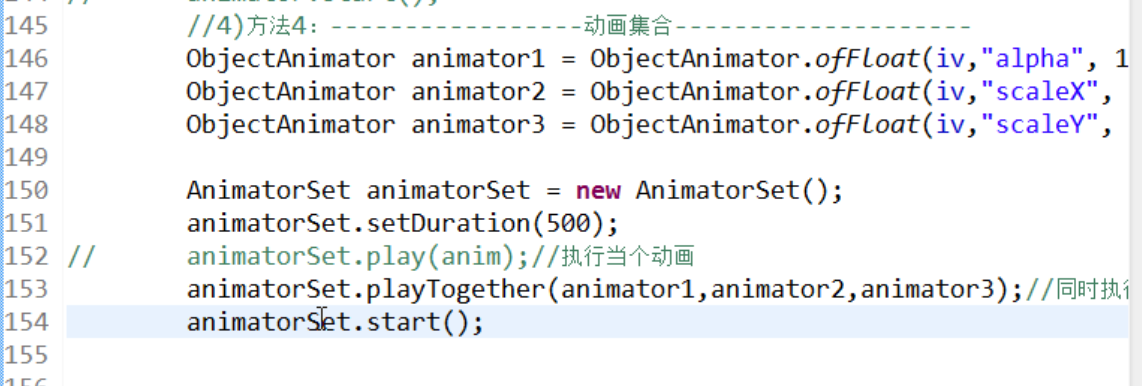 145 //4)方法4：-----------------动画集合--------------------
146 ObjectAnimator animator1 = ObjectAnimator.ofFloat(iv,"alpha", 1
147 ObjectAnimator animator2 = ObjectAnimator.ofFloat(iv,"scaleX",
148 ObjectAnimator animator3 = ObjectAnimator.ofFloat(iv,"scaleY",
149
150 AnimatorSet animatorSet = new AnimatorSet();
151 animatorSet.setDuration(500);
152 // animatorSet.play(anim);//执行当个动画
153 animatorSet.playTogether(animator1,animator2,animator3);//同时执行
154 animatorSet.start();
155